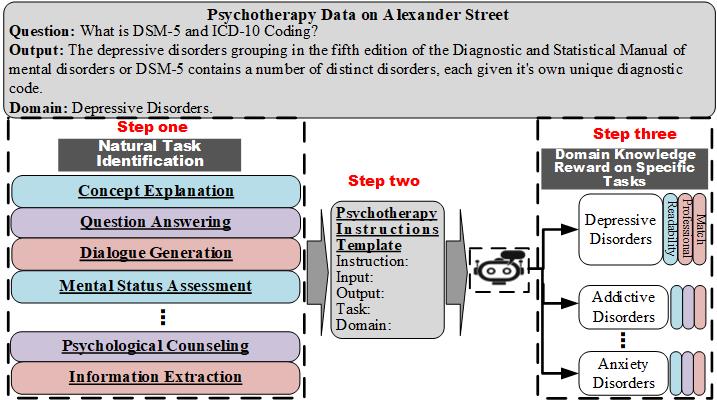 Psychotherapy Data on Alexander Street
Question: What is DSM-5 and ICD-10 Coding?
Output: The depressive disorders grouping in the fifth edition of the Diagnostic and Statistical Manual of
mental disorders or DSM-5 contains a number of distinct disorders, each given it's own unique diagnostic
code.
Domain: Depressive Disorders.
Step one
Natural Task
Identification
Concept Explanation
Question Answering
Dialogue Generation
Mental Status Assessment
Psychological Counseling
Information Extraction
Step two
Psychotherapy
Instructions
Template
Instruction:
Input:
Output:
Task:
Domain:
Step three
Domain Knowledge
Reward on Specific
Tasks
Depressive
Disorders
Readability
Professional
Match
Addictive
Disorders
Anxiety
Disorders